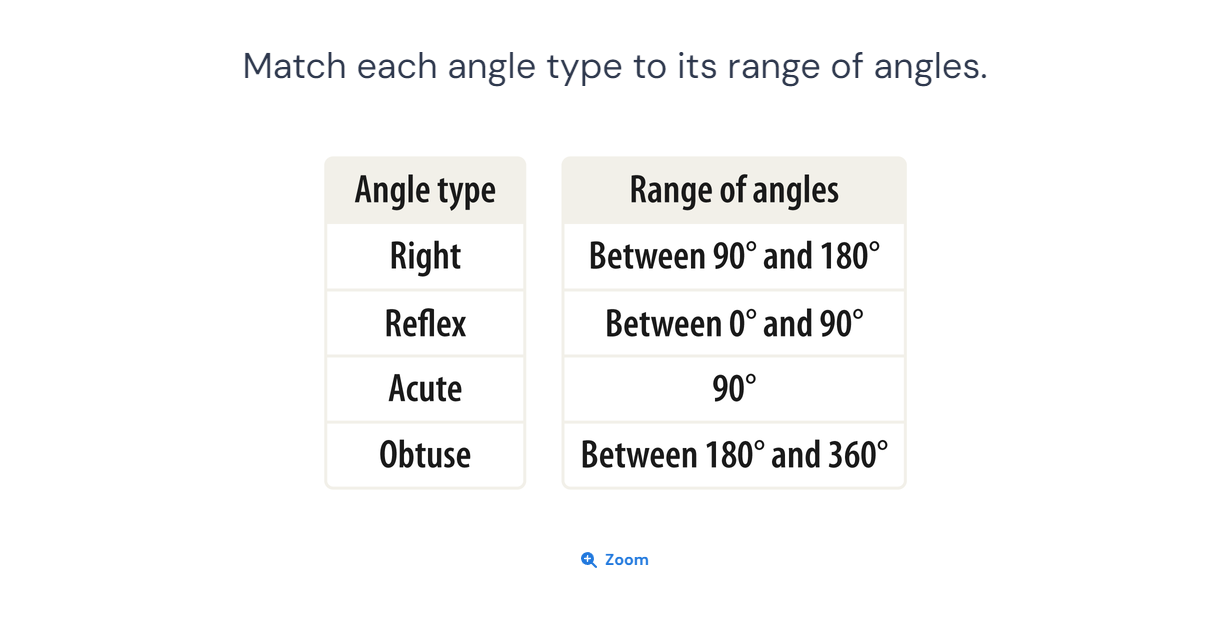 Match each angle type to its range of angles.
Angle type
Range of angles
Right
Between 90° and 180°
Reflex
Between 0° and 90°
Acute
90°
Obtuse
Between 180° and 360°
Zoom